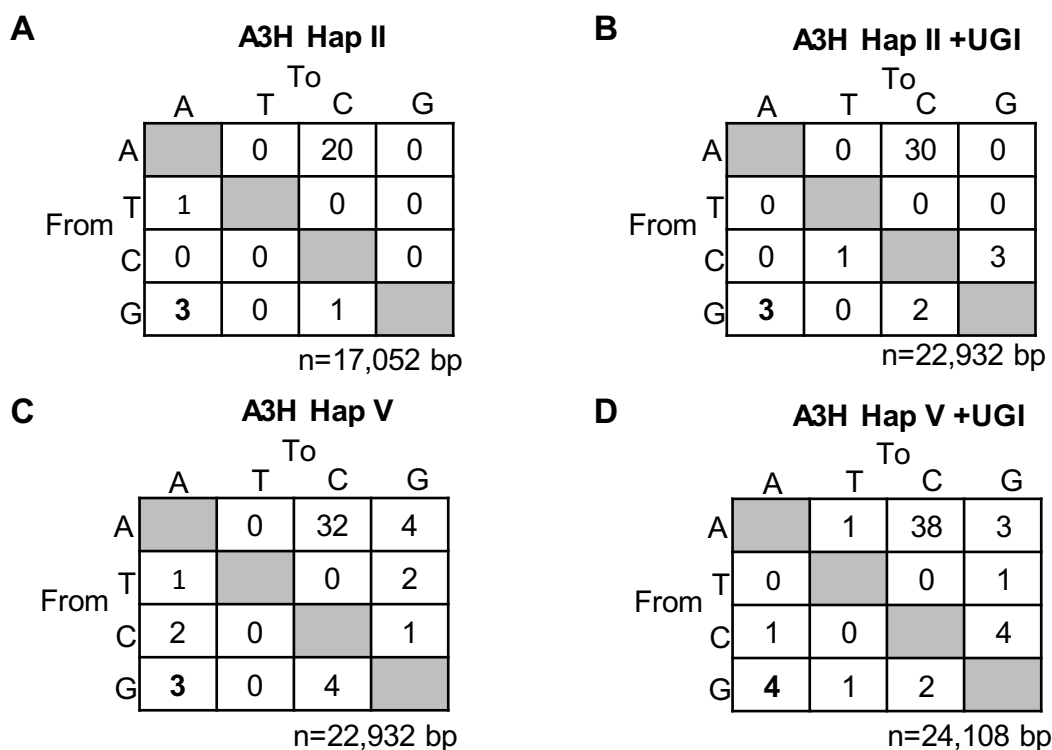 A
A3H Hap II
To
A T C G
A 0 20 0
From T 1 0 0
C 0 0 0
G 3 0 1
n=17,052 bp
B
A3H Hap II +UGI
To
A T C G
A 0 30 0
From T 0 0 0
C 0 1 3
G 3 0 2
n=22,932 bp
C
A3H Hap V
To
A T C G
A 0 32 4
From T 1 0 2
C 2 0 1
G 3 0 4
n=22,932 bp
D
A3H Hap V +UGI
To
A T C G
A 1 38 3
From T 0 0 1
C 1 0 4
G 4 1 2
n=24,108 bp